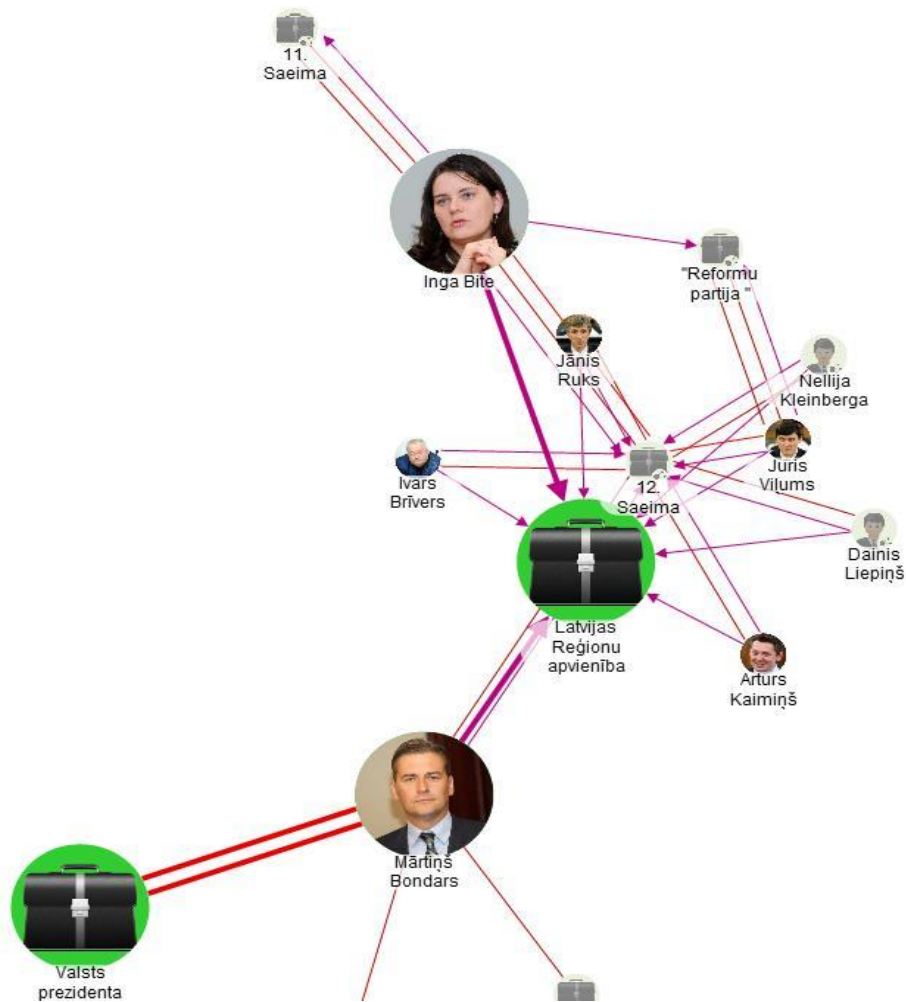 11.
Saeima
Inga Bite
"Reformu
partija "
Jānis
Ruks
Nellija
Kleinberga
Juris
Viļums
Ivars
Brīvers
12.
Saeima
Dainis
Liepiņš
Latvijas
Reģionu
apvienība
Arturs
Kaimiņš
Mārtiņš
Bondars
Valsts
prezidenta